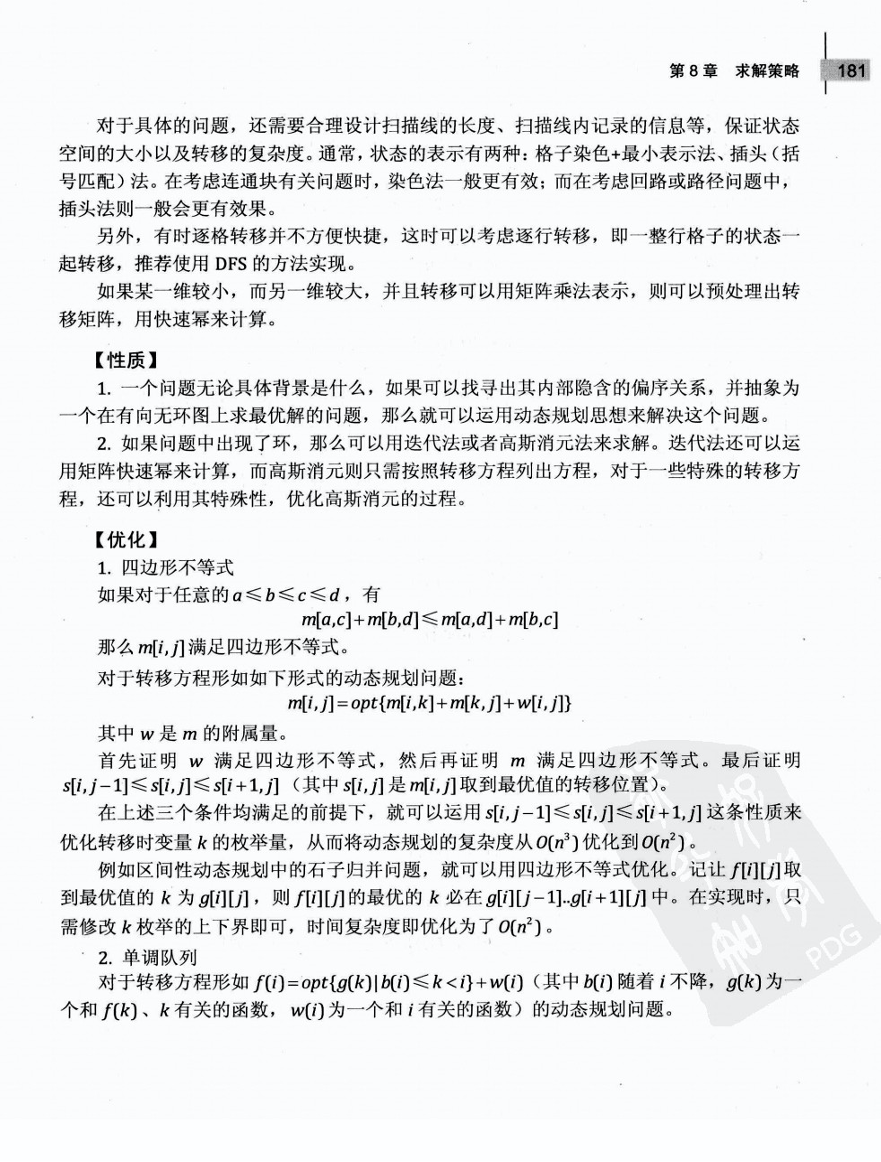 第 8 章 求解策略 181
对于具体的问题，还需要合理设计扫描线的长度、扫描线内记录的信息等，保证状态
空间的大小以及转移的复杂度。通常，状态的表示有两种：格子染色+最小表示法、插头（括
号匹配）法。在考虑连通块有关问题时，染色法一般更有效；而在考虑回路或路径问题中，
插头法则一般会更有效果。
另外，有时逐格转移并不方便快捷，这时可以考虑逐行转移，即一整行格子的状态一
起转移，推荐使用 DFS 的方法实现。
如果某一维较小，而另一维较大，并且转移可以用矩阵乘法表示，则可以预处理出转
移矩阵，用快速幂来计算。
【性质】
1. 一个问题无论具体背景是什么，如果可以找寻出其内部隐含的偏序关系，并抽象为
一个在有向无环图上求最优解的问题，那么就可以运用动态规划思想来解决这个问题。
2. 如果问题中出现了环，那么可以用迭代法或者高斯消元法来求解。迭代法还可以运
用矩阵快速幂来计算，而高斯消元则只需按照转移方程列出方程，对于一些特殊的转移方
程，还可以利用其特殊性，优化高斯消元的过程。
【优化】
1. 四边形不等式
如果对于任意的 a≤b≤c≤d，有
m[a,c]+m[b,d]≤m[a,d]+m[b,c]
那么 m[i,j] 满足四边形不等式。
对于转移方程形如如下形式的动态规划问题：
m[i,j]=opt{m[i,k]+m[k,j]+w[i,j]}
其中 w 是 m 的附属量。
首先证明 w 满足四边形不等式，然后再证明 m 满足四边形不等式。最后证明
s[i,j−1]≤s[i,j]≤s[i+1,j]（其中 s[i,j] 是 m[i,j] 取到最优值的转移位置）。
在上述三个条件均满足的前提下，就可以运用 s[i,j−1]≤s[i,j]≤s[i+1,j] 这条性质来
优化转移时变量 k 的枚举量，从而将动态规划的复杂度从 O(n³) 优化到 O(n²)。
例如区间性动态规划中的石子归并问题，就可以用四边形不等式优化。记让 f[i][j] 取
到最优值的 k 为 g[i][j]，则 f[i][j] 的最优的 k 必在 g[i][j−1]..g[i+1][j] 中。在实现时，只
需修改 k 枚举的上下界即可，时间复杂度即优化为了 O(n²)。
2. 单调队列
对于转移方程形如 f(i)=opt{g(k)|b(i)≤k<i}+w(i)（其中 b(i) 随着 i 不降，g(k) 为一
个和 f(k)、k 有关的函数，w(i) 为一个和 i 有关的函数）的动态规划问题。
PDG